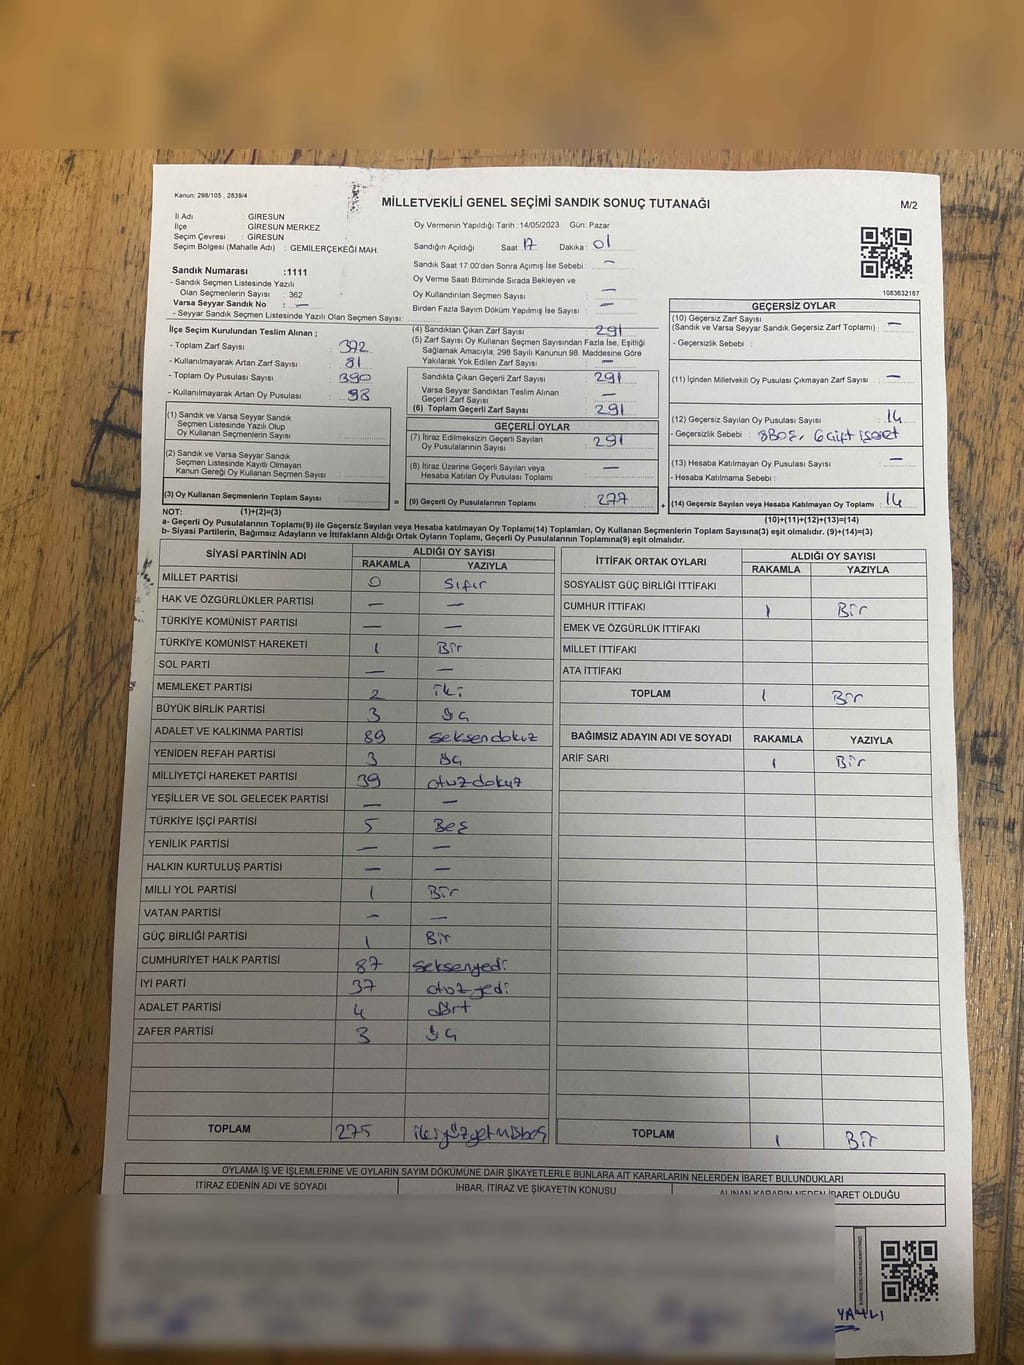 Kanun: 298/105 , 2839/4
MİLLETVEKİLİ GENEL SEÇİMİ SANDIK SONUÇ TUTANAĞI
M/2
İl Adı : GİRESUN
İlçe : GİRESUN MERKEZ
Seçim Çevresi : GİRESUN
Seçim Bölgesi (Mahalle Adı) : GEMİLERÇEKEĞİ MAH.
Oy Vermenin Yapıldığı Tarih :14/05/2023 Gün: Pazar
Sandığın Açıldığı Saat 17 Dakika 01
Sandık Saat 17:00'den Sonra Açımış İse Sebebi : —
Oy Verme Saati Bitiminde Sırada Bekleyen ve
Oy Kullandırılan Seçmen Sayısı : —
Birden Fazla Sayım Döküm Yapılmış İse Sayısı : —
1083632167
Sandık Numarası :1111
- Sandık Seçmen Listesinde Yazılı
Olan Seçmenlerin Sayısı : 362
Varsa Seyyar Sandık No : —
- Seyyar Sandık Seçmen Listesinde Yazılı Olan Seçmen Sayısı:
İlçe Seçim Kurulundan Teslim Alınan ;
- Toplam Zarf Sayısı : 372
- Kullanılmayarak Artan Zarf Sayısı : 81
- Toplam Oy Pusulası Sayısı : 390
- Kullanılmayarak Artan Oy Pusulası : 98
(1) Sandık ve Varsa Seyyar Sandık
Seçmen Listesinde Yazılı Olup
Oy Kullanan Seçmenlerin Sayısı :
(2) Sandık ve Varsa Seyyar Sandık
Seçmen Listesinde Kayıtlı Olmayan
Kanun Gereği Oy Kullanan Seçmen Sayısı :
(3) Oy Kullanan Seçmenlerin Toplam Sayısı :
(4) Sandıktan Çıkan Zarf Sayısı : 291
(5) Zarf Sayısı Oy Kullanan Seçmen Sayısından Fazla İse, Eşitliği
Sağlamak Amacıyla, 298 Sayılı Kanunun 98. Maddesine Göre
Yakılarak Yok Edilen Zarf Sayısı : —
Sandıkta Çıkan Geçerli Zarf Sayısı : 291
Varsa Seyyar Sandıktan Teslim Alınan
Geçerli Zarf Sayısı : —
(6) Toplam Geçerli Zarf Sayısı : 291
GEÇERLİ OYLAR
(7) İtiraz Edilmeksizin Geçerli Sayılan
Oy Pusulalarının Sayısı : 291
(8) İtiraz Üzerine Geçerli Sayılan veya
Hesaba Katılan Oy Pusulası Toplamı : —
= (9) Geçerli Oy Pusulalarının Toplamı : 277
GEÇERSİZ OYLAR
(10) Geçersiz Zarf Sayısı
(Sandık ve Varsa Seyyar Sandık Geçersiz Zarf Toplamı) : —
- Geçersizlik Sebebi :
(11) İçinden Milletvekili Oy Pusulası Çıkmayan Zarf Sayısı : —
(12) Geçersiz Sayılan Oy Pusulası Sayısı : 14
- Geçersizlik Sebebi : 8BOŞ, 6 çift işaret
(13) Hesaba Katılmayan Oy Pusulası Sayısı : —
- Hesaba Katılmama Sebebi :
+ (14) Geçersiz Sayılan veya Hesaba Katılmayan Oy Toplamı : 14
NOT: (1)+(2)=(3)
(10)+(11)+(12)+(13)=(14)
a- Geçerli Oy Pusulalarının Toplamı(9) ile Geçersiz Sayılan veya Hesaba katılmayan Oy Toplamı(14) Toplamları, Oy Kullanan Seçmenlerin Toplam Sayısına(3) eşit olmalıdır. (9)+(14)=(3)
b- Siyasi Partilerin, Bağımsız Adayların ve İttifakların Aldığı Ortak Oyların Toplamı, Geçerli Oy Pusulalarının Toplamına(9) eşit olmalıdır.
SİYASİ PARTİNİN ADI ALDIĞI OY SAYISI
RAKAMLA YAZIYLA
MİLLET PARTİSİ 0 Sıfır
HAK VE ÖZGÜRLÜKLER PARTİSİ — —
TÜRKİYE KOMÜNİST PARTİSİ — —
TÜRKİYE KOMÜNİST HAREKETİ 1 Bir
SOL PARTİ — —
MEMLEKET PARTİSİ 2 iki
BÜYÜK BİRLİK PARTİSİ 3 üç
ADALET VE KALKINMA PARTİSİ 89 seksendokuz
YENİDEN REFAH PARTİSİ 3 üç
MİLLİYETÇİ HAREKET PARTİSİ 39 otuzdokuz
YEŞİLLER VE SOL GELECEK PARTİSİ — —
TÜRKİYE İŞÇİ PARTİSİ 5 Beş
YENİLİK PARTİSİ — —
HALKIN KURTULUŞ PARTİSİ — —
MİLLİ YOL PARTİSİ 1 Bir
VATAN PARTİSİ — —
GÜÇ BİRLİĞİ PARTİSİ 1 Bir
CUMHURİYET HALK PARTİSİ 87 seksenyedi
İYİ PARTİ 37 otuzyedi
ADALET PARTİSİ 4 dört
ZAFER PARTİSİ 3 üç
TOPLAM 275 ikiyüzyetmişbeş
İTTİFAK ORTAK OYLARI ALDIĞI OY SAYISI
RAKAMLA YAZIYLA
SOSYALİST GÜÇ BİRLİĞİ İTTİFAKI
CUMHUR İTTİFAKI 1 Bir
EMEK VE ÖZGÜRLÜK İTTİFAKI
MİLLET İTTİFAKI
ATA İTTİFAKI
TOPLAM 1 Bir
BAĞIMSIZ ADAYIN ADI VE SOYADI RAKAMLA YAZIYLA
ARİF SARI 1 Bir
TOPLAM 1 Bir
OYLAMA İŞ VE İŞLEMLERİNE VE OYLARIN SAYIM DÖKÜMÜNE DAİR ŞİKAYETLERLE BUNLARA AİT KARARLARIN NELERDEN İBARET BULUNDUKLARI
İTİRAZ EDENİN ADI VE SOYADI İHBAR, İTİRAZ VE ŞİKAYETİN KONUSU ALINAN KARARIN NEDEN İBARET OLDUĞU